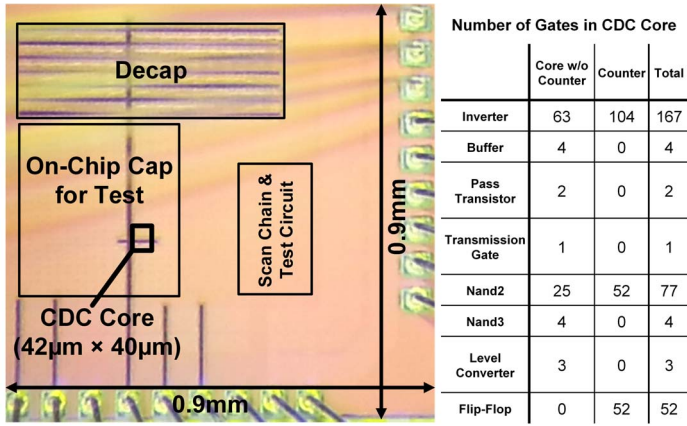 Decap
On-Chip Cap
for Test
Scan Chain &
Test Circuit
CDC Core
(42μm × 40μm)
0.9mm
0.9mm
Number of Gates in CDC Core
Core w/o Counter Counter Total
Inverter 63 104 167
Buffer 4 0 4
Pass Transistor 2 0 2
Transmission Gate 1 0 1
Nand2 25 52 77
Nand3 4 0 4
Level Converter 3 0 3
Flip-Flop 0 52 52